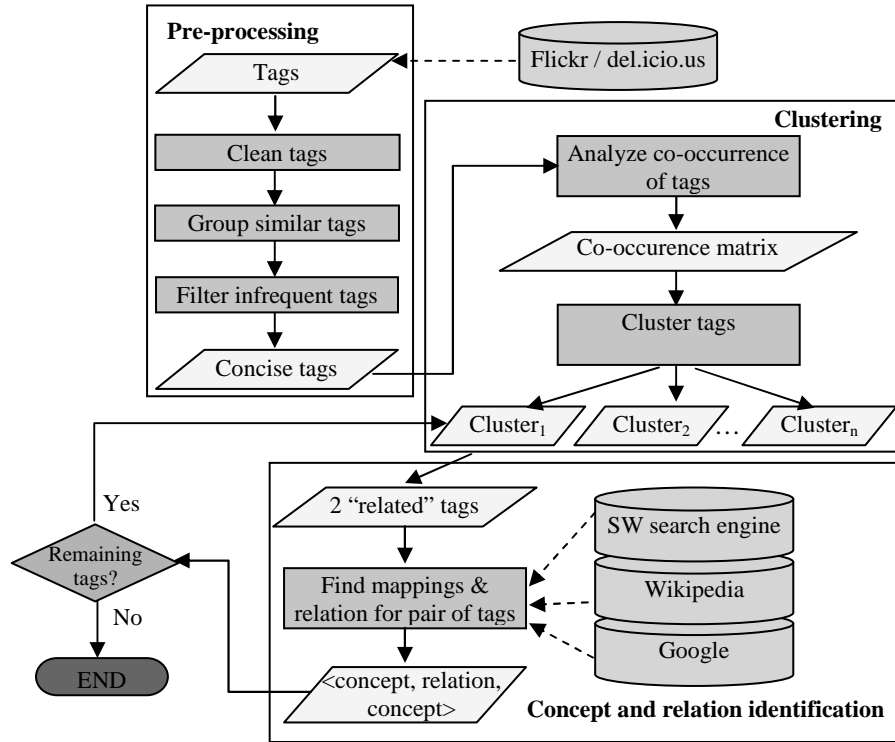 Pre-processing
Tags
Flickr / del.icio.us
Clean tags
Group similar tags
Filter infrequent tags
Concise tags
Clustering
Analyze co-occurrence
of tags
Co-occurence matrix
Cluster tags
Cluster1
Cluster2
…
Clustern
2 “related” tags
Find mappings &
relation for pair of tags
<concept, relation,
concept>
SW search engine
Wikipedia
Google
Concept and relation identification
Yes
Remaining
tags?
No
END